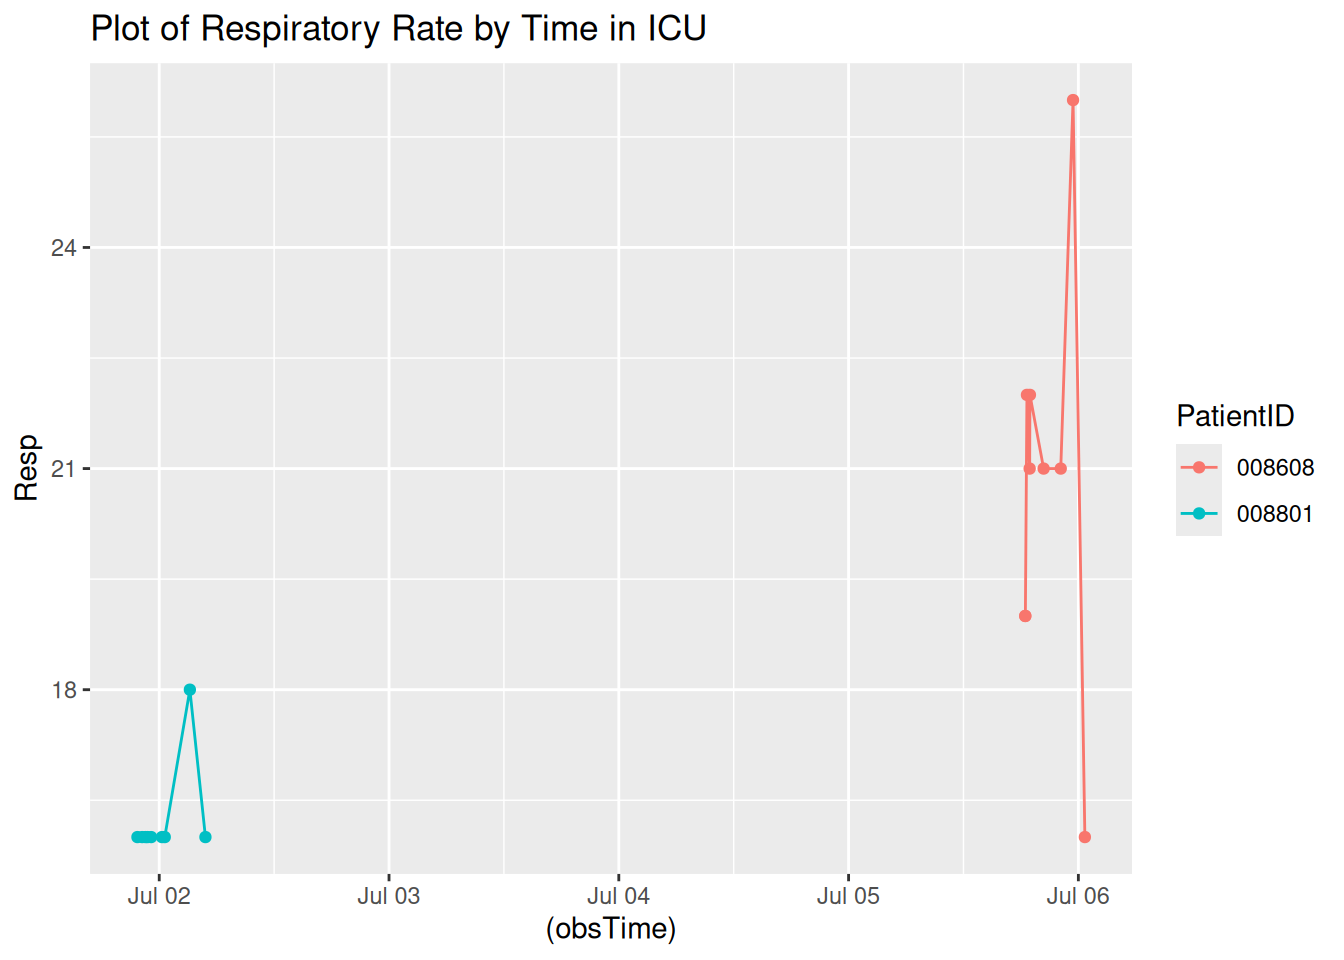 Plot of Respiratory Rate by Time in ICU
Resp
24
21
18
Jul 02
Jul 03
Jul 04
Jul 05
Jul 06
(obsTime)
PatientID
008608
008801